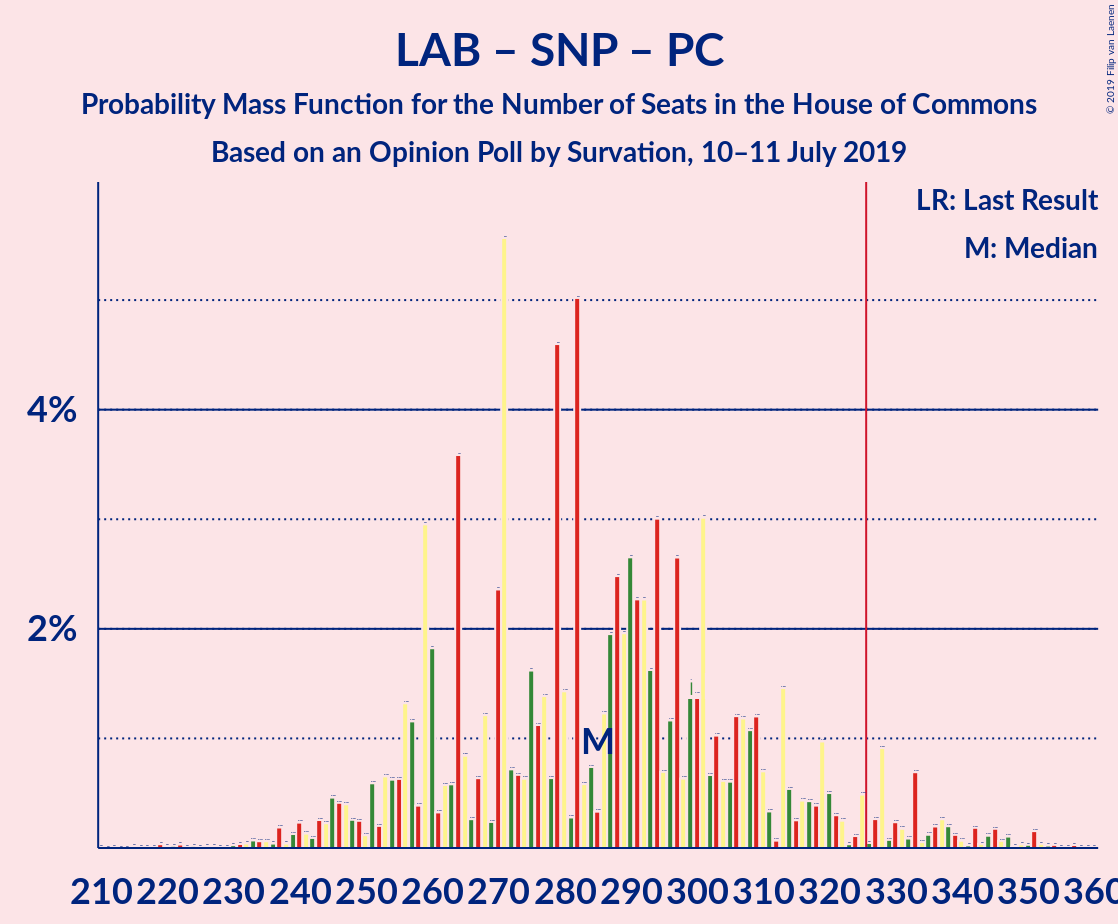 LAB – SNP – PC
Probability Mass Function for the Number of Seats in the House of Commons
Based on an Opinion Poll by Survation, 10–11 July 2019
© 2019 Filip van Laenen
LR: Last Result
M: Median
4%
2%
M
210 220 230 240 250 260 270 280 290 300 310 320 330 340 350 360